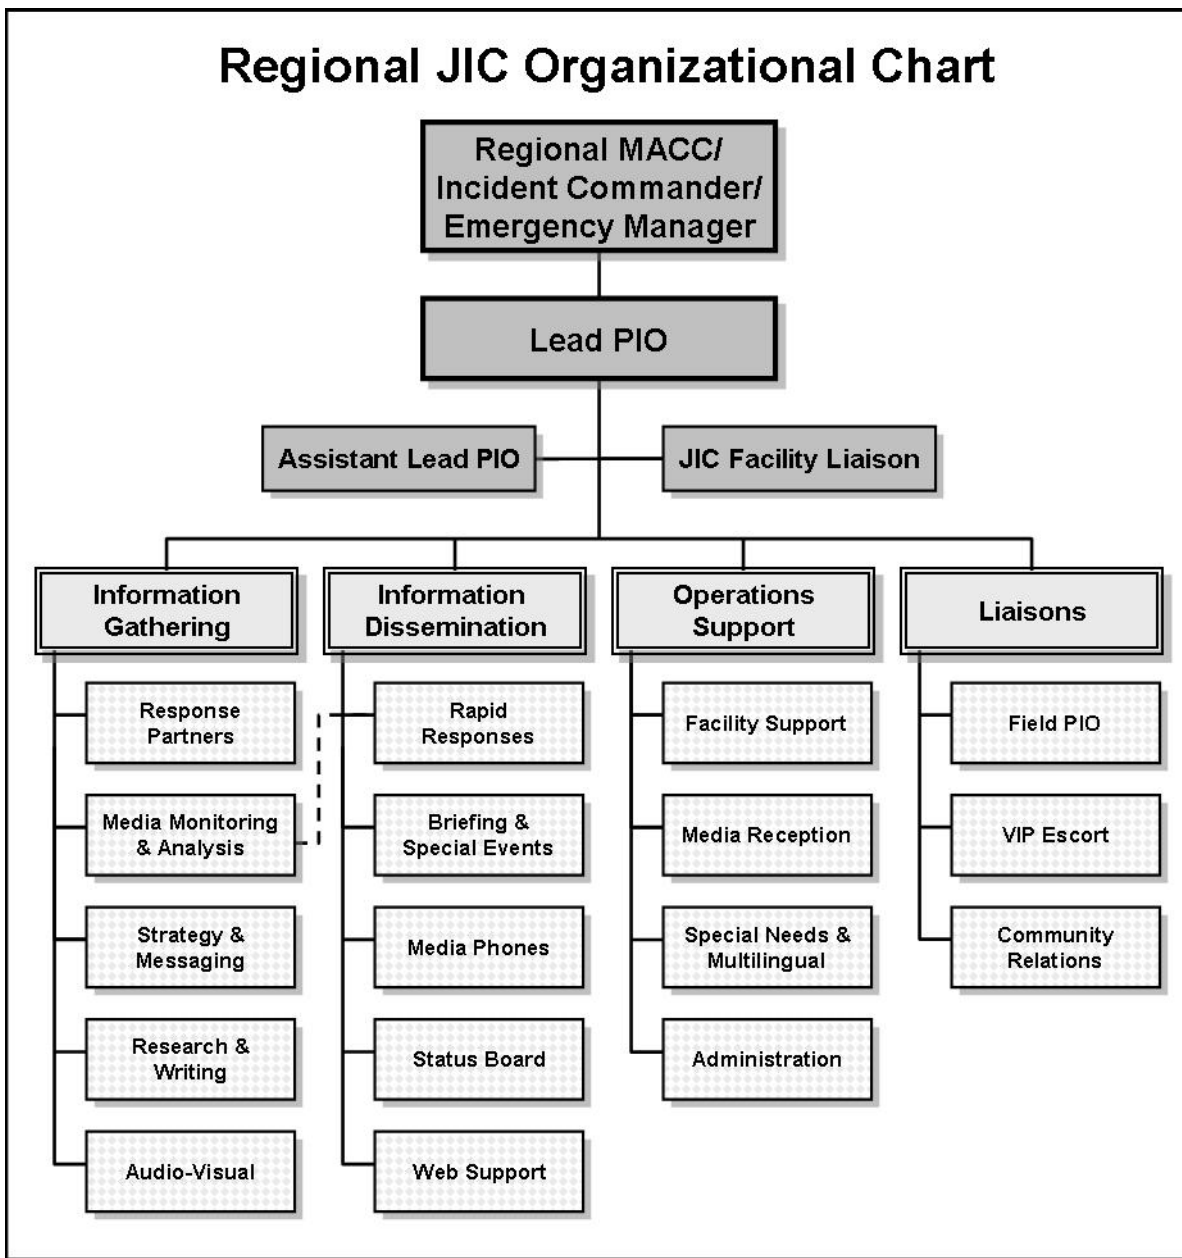 Regional JIC Organizational Chart
Regional MACC/
Incident Commander/
Emergency Manager
Lead PIO
Assistant Lead PIO
JIC Facility Liaison
Information
Gathering
Response
Partners
Media Monitoring
& Analysis
Strategy &
Messaging
Research &
Writing
Audio-Visual
Information
Dissemination
Rapid
Responses
Briefing &
Special Events
Media Phones
Status Board
Web Support
Operations
Support
Facility Support
Media Reception
Special Needs &
Multilingual
Administration
Liaisons
Field PIO
VIP Escort
Community
Relations